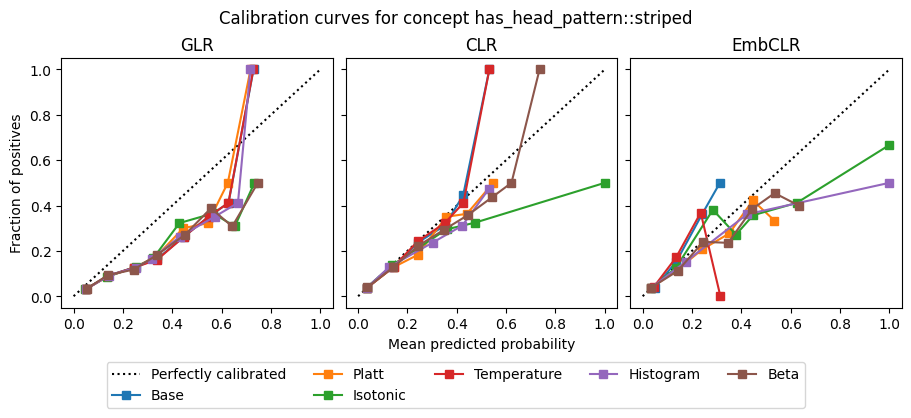 Calibration curves for concept has_head_pattern::striped
GLR
CLR
EmbCLR
Fraction of positives
1.0
0.8
0.6
0.4
0.2
0.0
0.0 0.2 0.4 0.6 0.8 1.0
0.0 0.2 0.4 0.6 0.8 1.0
0.0 0.2 0.4 0.6 0.8 1.0
Mean predicted probability
Perfectly calibrated Platt Temperature Histogram Beta
Base Isotonic